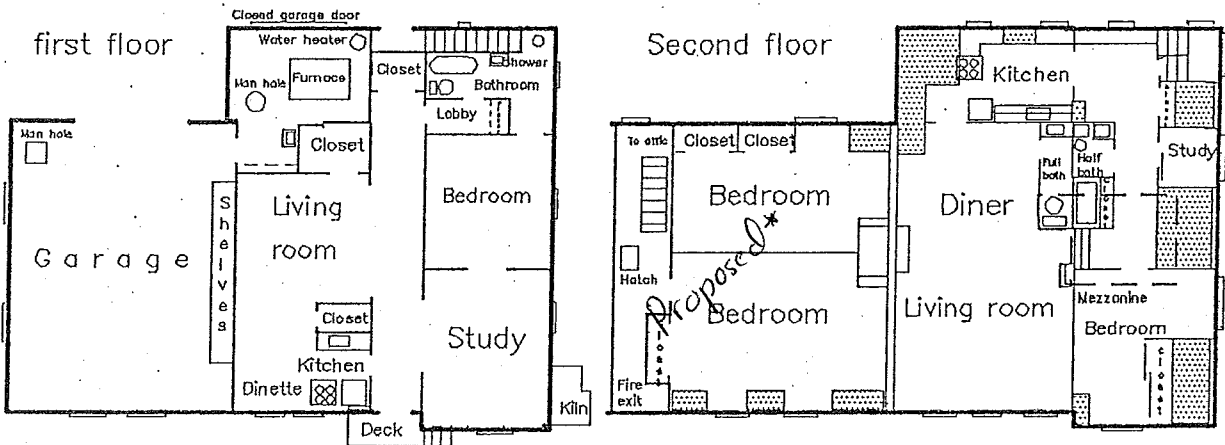 Closed garage door
first floor
Water heater
Closet
Shower
Man hole
Furnace
Bathroom
Lobby
Man hole
Closet
Living
room
Bedroom
Shelves
Garage
Closet
Study
Kitchen
Dinette
Deck
Kiln
Second floor
Kitchen
To attic
Closet
Closet
Study
Full
bath
Half
bath
closet
Bedroom
Diner
Proposed*
Hatch
Bedroom
Living room
Mezzanine
Bedroom
closet
closet
Fire
exit